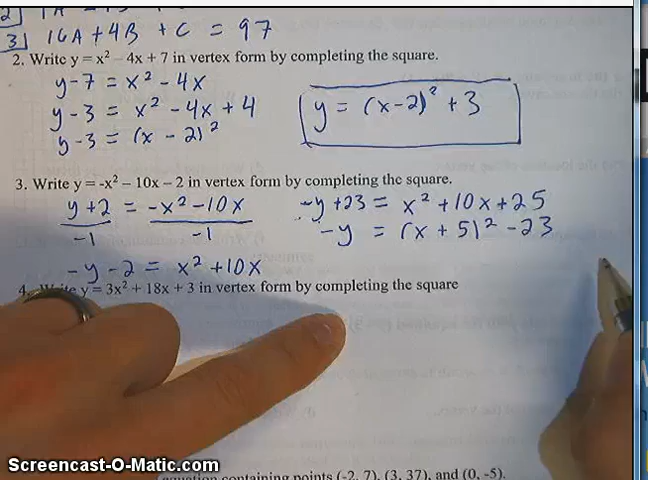 3] 16A + 4B + C = 97
2. Write y = x² – 4x + 7 in vertex form by completing the square.
y - 7 = x² - 4x
y - 3 = x² - 4x + 4
y - 3 = (x - 2)²
y = (x - 2)² + 3
3. Write y = -x² – 10x – 2 in vertex form by completing the square.
y + 2 = -x² - 10x
-1 -1
-y - 2 = x² + 10x
-y + 23 = x² + 10x + 25
-y = (x + 5)² - 23
4. Write y = 3x² + 18x + 3 in vertex form by completing the square
equation containing points (-2, 7), (3, 37), and (0, -5).
Screencast-O-Matic.com